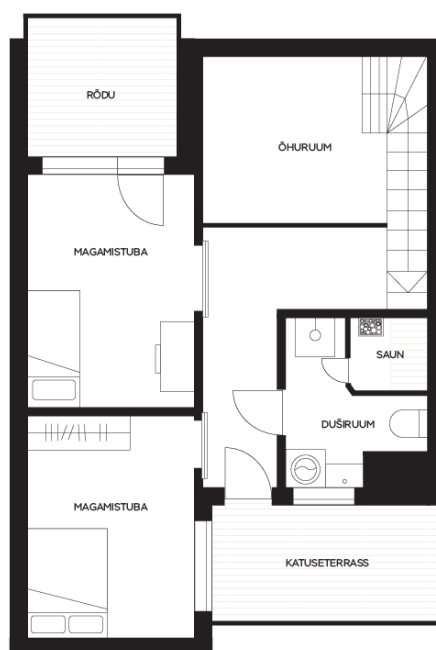 RÕDU
ÕHURUUM
MAGAMISTUBA
SAUN
DUŠIRUUM
MAGAMISTUBA
KATUSETERRASS